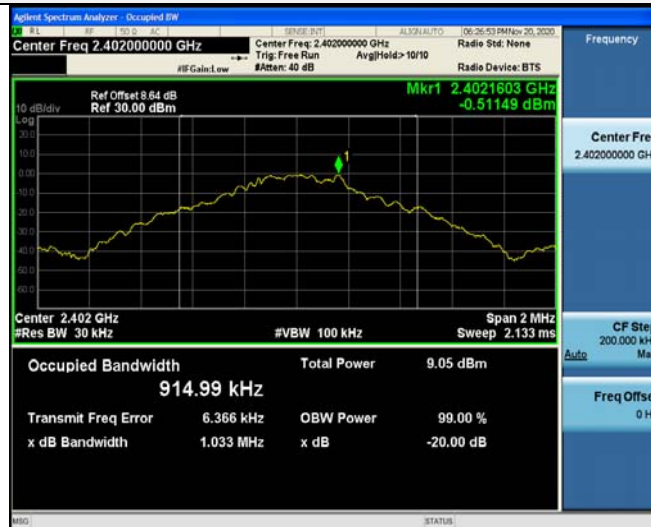 Agilent Spectrum Analyzer - Occupied BW
RL RF 50 Ω AC SENSE:INT ALIGN AUTO 06:26:53 PM Nov 20, 2020
Center Freq 2.402000000 GHz
Center Freq: 2.402000000 GHz
Radio Std: None
Trig: Free Run
Avg|Hold:> 10/10
#IFGain:Low
#Atten: 40 dB
Radio Device: BTS
Ref Offset 8.64 dB
Mkr1 2.4021603 GHz
10 dB/div
Ref 30.00 dBm
-0.51149 dBm
Log
20.0
10.0
0.00
1
-10.0
-20.0
-30.0
-40.0
-50.0
-60.0
Center 2.402 GHz
Span 2 MHz
#Res BW 30 kHz
#VBW 100 kHz
Sweep 2.133 ms
Occupied Bandwidth
Total Power 9.05 dBm
914.99 kHz
Transmit Freq Error 6.366 kHz
OBW Power 99.00 %
x dB Bandwidth 1.033 MHz
x dB -20.00 dB
MSG
STATUS
Frequency
Center Fre
2.402000000 GH
CF Ste
200.000 kH
Auto Ma
Freq Offse
0 H